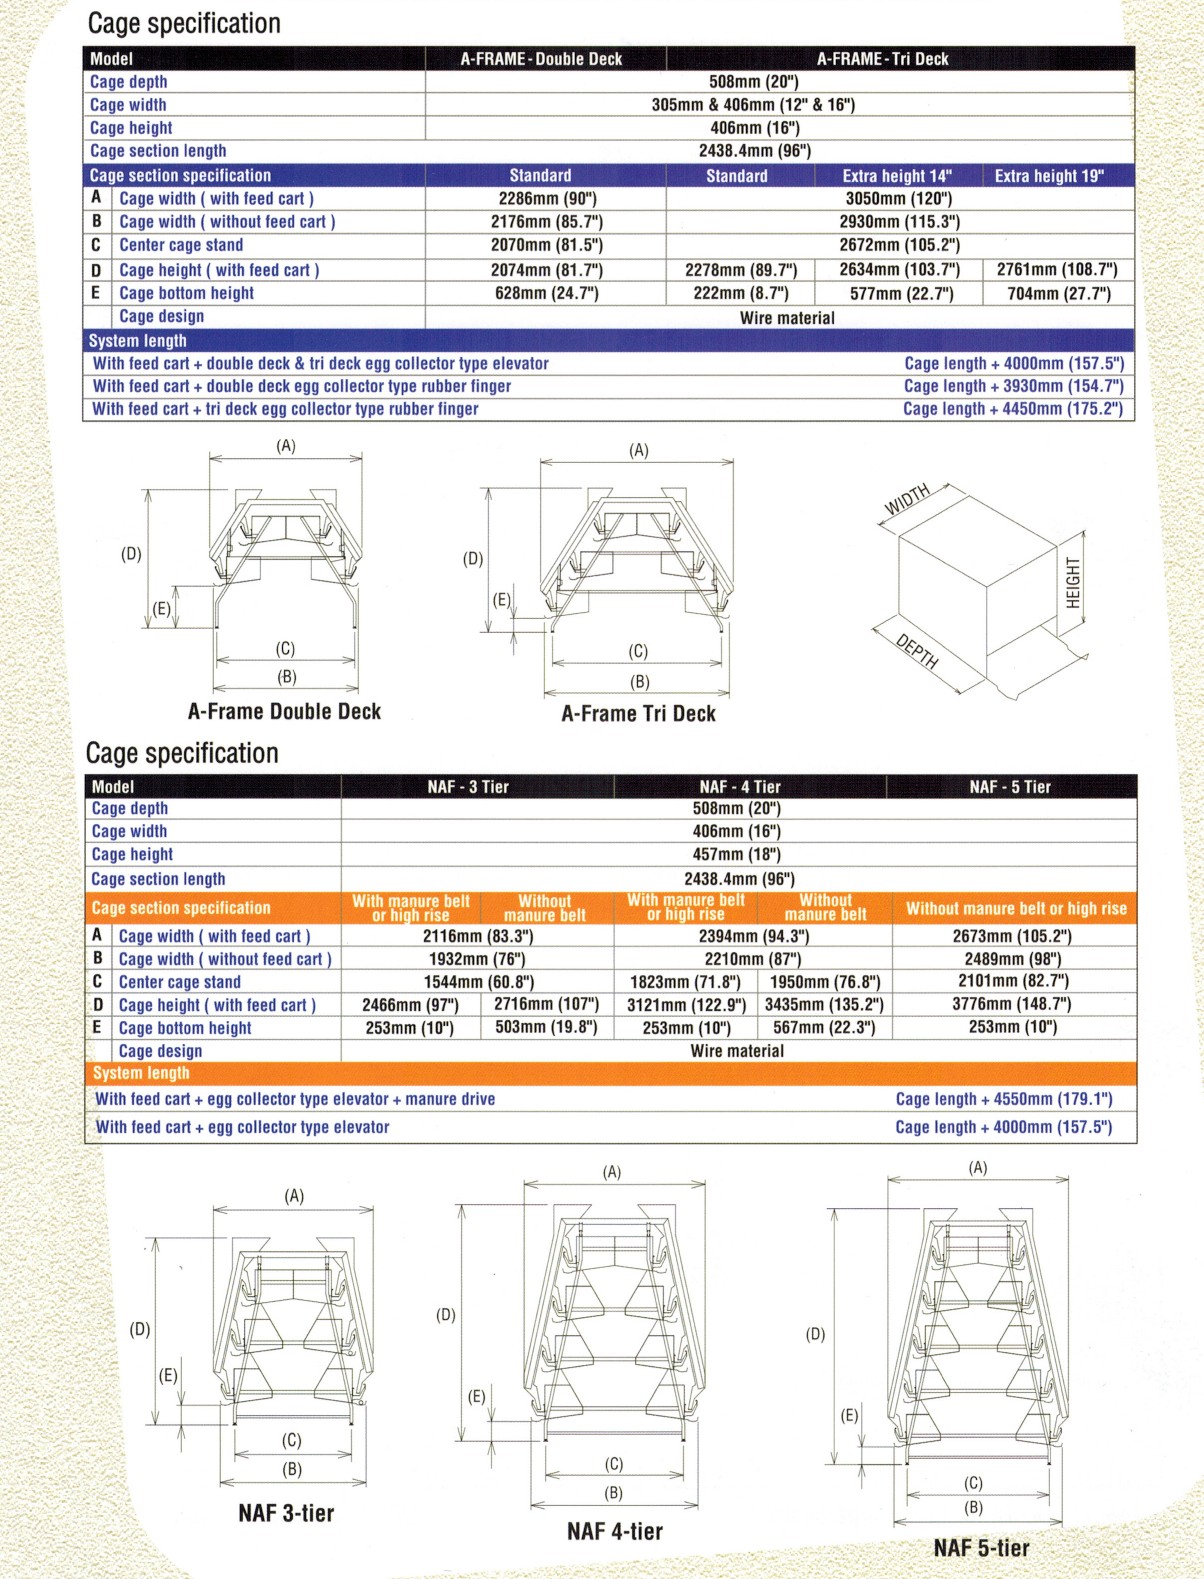 Cage specification
Model A-FRAME - Double Deck A-FRAME - Tri Deck
Cage depth 508mm (20")
Cage width 305mm & 406mm (12" & 16")
Cage height 406mm (16")
Cage section length 2438.4mm (96")
Cage section specification Standard Standard Extra height 14" Extra height 19"
A Cage width ( with feed cart ) 2286mm (90") 3050mm (120")
B Cage width ( without feed cart ) 2176mm (85.7") 2930mm (115.3")
C Center cage stand 2070mm (81.5") 2672mm (105.2")
D Cage height ( with feed cart ) 2074mm (81.7") 2278mm (89.7") 2634mm (103.7") 2761mm (108.7")
E Cage bottom height 628mm (24.7") 222mm (8.7") 577mm (22.7") 704mm (27.7")
Cage design Wire material
System length
With feed cart + double deck & tri deck egg collector type elevator Cage length + 4000mm (157.5")
With feed cart + double deck egg collector type rubber finger Cage length + 3930mm (154.7")
With feed cart + tri deck egg collector type rubber finger Cage length + 4450mm (175.2")
(A)
(D)
(E)
(C)
(B)
A-Frame Double Deck
(A)
(D)
(E)
(C)
(B)
A-Frame Tri Deck
WIDTH
HEIGHT
DEPTH
Cage specification
Model NAF - 3 Tier NAF - 4 Tier NAF - 5 Tier
Cage depth 508mm (20")
Cage width 406mm (16")
Cage height 457mm (18")
Cage section length 2438.4mm (96")
Cage section specification With manure belt or high rise Without manure belt With manure belt or high rise Without manure belt Without manure belt or high rise
A Cage width ( with feed cart ) 2116mm (83.3") 2394mm (94.3") 2673mm (105.2")
B Cage width ( without feed cart ) 1932mm (76") 2210mm (87") 2489mm (98")
C Center cage stand 1544mm (60.8") 1823mm (71.8") 1950mm (76.8") 2101mm (82.7")
D Cage height ( with feed cart ) 2466mm (97") 2716mm (107") 3121mm (122.9") 3435mm (135.2") 3776mm (148.7")
E Cage bottom height 253mm (10") 503mm (19.8") 253mm (10") 567mm (22.3") 253mm (10")
Cage design Wire material
System length
With feed cart + egg collector type elevator + manure drive Cage length + 4550mm (179.1")
With feed cart + egg collector type elevator Cage length + 4000mm (157.5")
(A)
(D)
(E)
(C)
(B)
NAF 3-tier
(A)
(D)
(E)
(C)
(B)
NAF 4-tier
(A)
(D)
(E)
(C)
(B)
NAF 5-tier